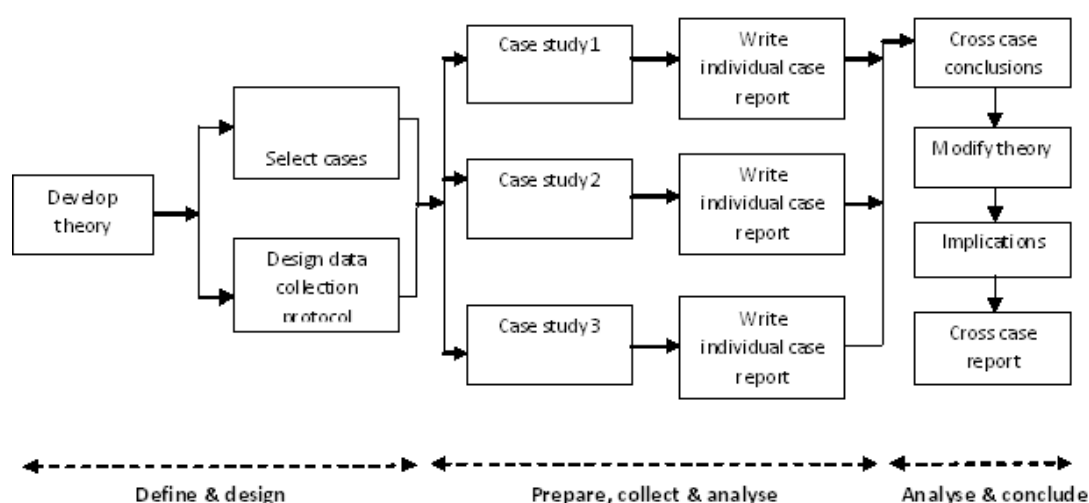 Develop
theory
Select cases
Design data
collection
protocol
Case study 1
Write
individual case
report
Case study 2
Write
individual case
report
Case study 3
Write
individual case
report
Cross case
conclusions
Modify theory
Implications
Cross case
report
Define & design
Prepare, collect & analyse
Analyse & conclude